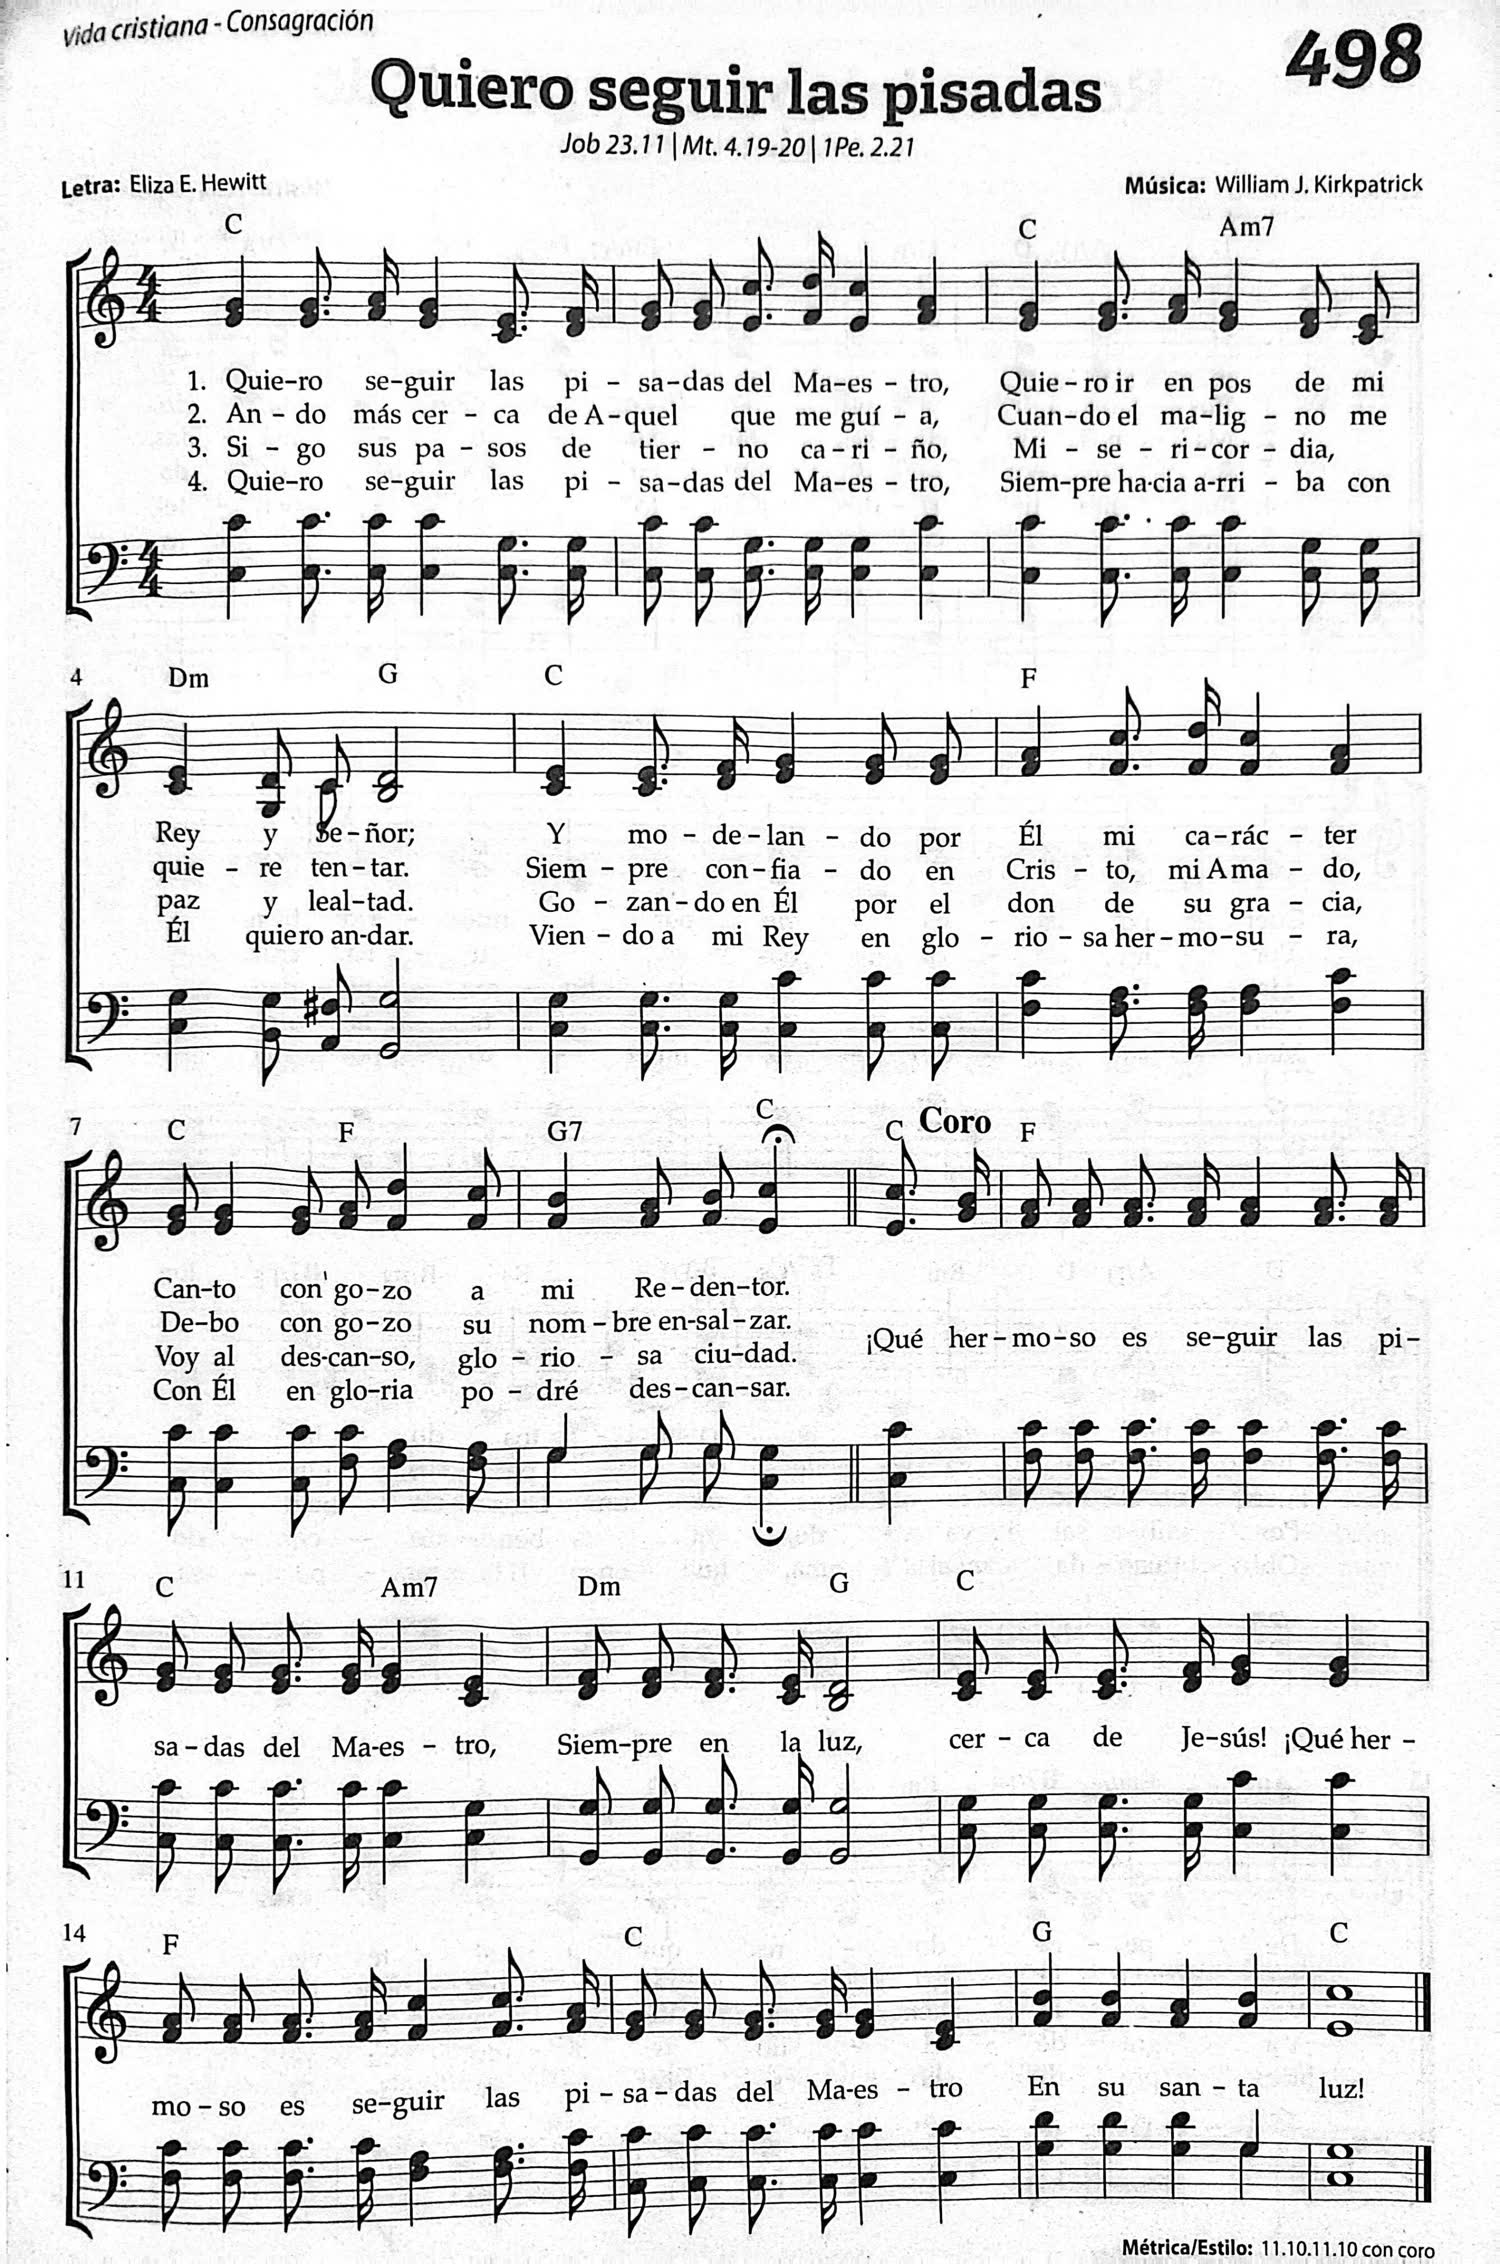 Vida cristiana - Consagración
498
Quiero seguir las pisadas
Job 23.11 | Mt. 4.19-20 | 1Pe. 2.21
Letra: Eliza E. Hewitt
Música: William J. Kirkpatrick
C C Am7
1. Quie-ro se-guir las pi - sa-das del Ma-es - tro, Quie-ro ir en pos de mi
2. An - do más cer - ca de A-quel que me guí - a, Cuan-do el ma-lig - no me
3. Si - go sus pa - sos de tier - no ca-ri - ño, Mi - se - ri-cor - dia,
4. Quie-ro se-guir las pi - sa-das del Ma-es - tro, Siem-pre ha-cia a-rri - ba con
4 Dm G C F
Rey y Se-ñor; Y mo - de-lan - do por Él mi ca-rác - ter
quie - re ten-tar. Siem - pre con-fia - do en Cris - to, mi A ma - do,
paz y leal-tad. Go - zan-do en Él por el don de su gra - cia,
Él quiero an-dar. Vien - do a mi Rey en glo - rio - sa her-mo-su - ra,
7 C F G7 C C Coro F
Can-to con go-zo a mi Re-den-tor.
De-bo con go-zo su nom-bre en-sal-zar.
Voy al des-can-so, glo - rio - sa ciu-dad.
Con Él en glo-ria po - dré des-can-sar.
¡Qué her-mo-so es se-guir las pi-
11 C Am7 Dm G C
sa-das del Ma-es - tro, Siem-pre en la luz, cer - ca de Je-sús! ¡Qué her-
14 F C G C
mo-so es se-guir las pi-sa-das del Ma-es - tro En su san-ta luz!
Métrica/Estilo: 11.10.11.10 con coro